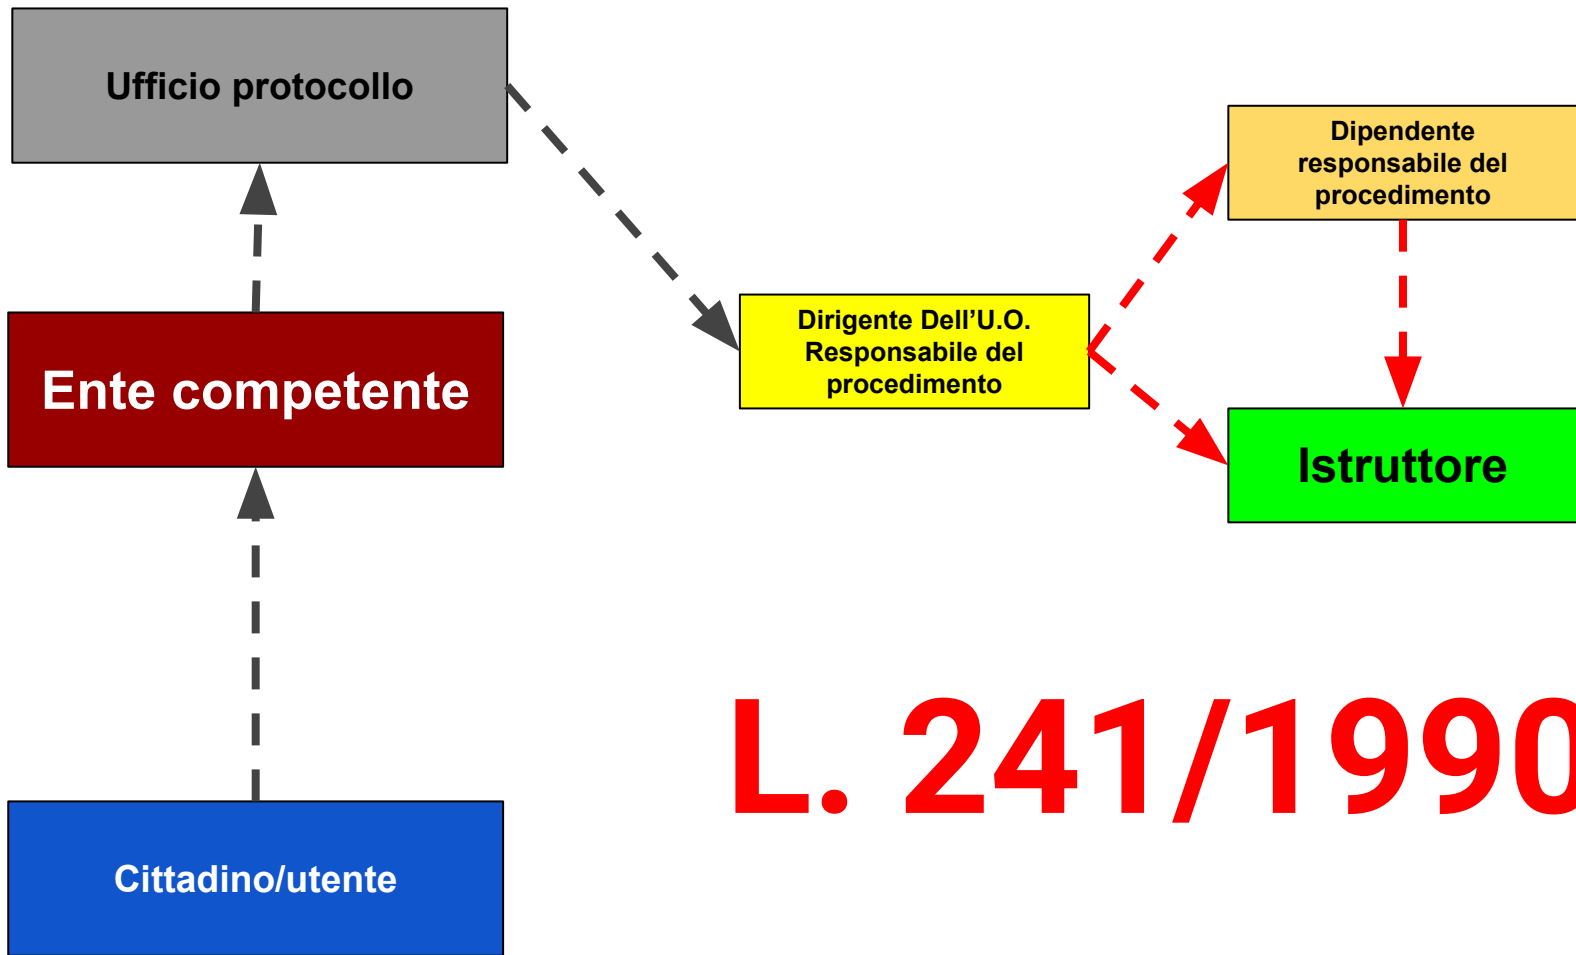 Ufficio protocollo
Dipendente
responsabile del
procedimento
Dirigente Dell’U.O.
Responsabile del
procedimento
Ente competente
Istruttore
L. 241/1990
Cittadino/utente